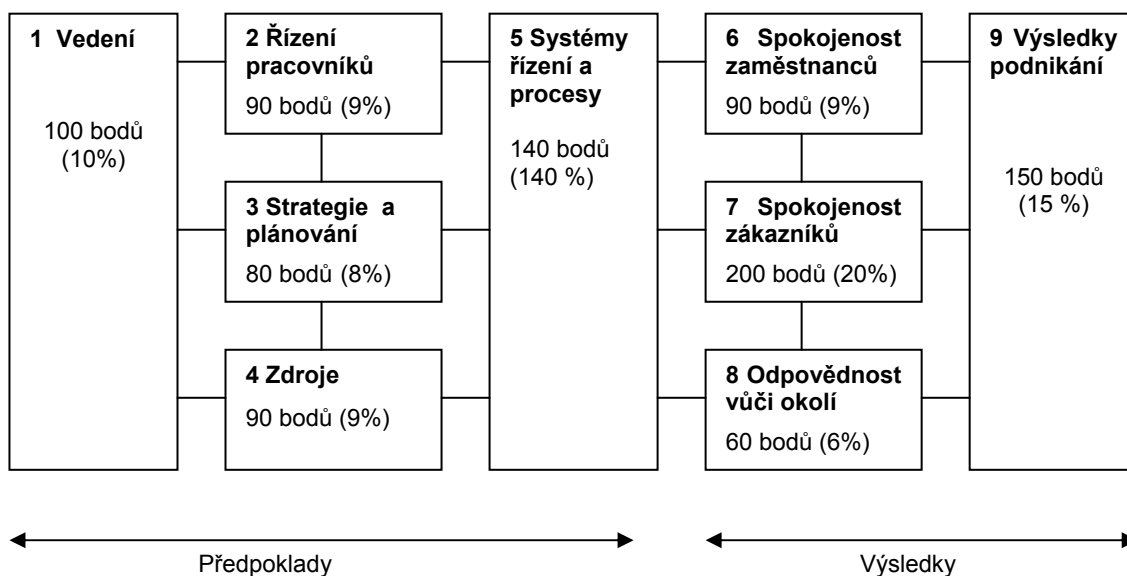 1 Vedení
100 bodů
(10%)
2 Řízení
pracovníků
90 bodů (9%)
3 Strategie a
plánování
80 bodů (8%)
4 Zdroje
90 bodů (9%)
5 Systémy
řízení a
procesy
140 bodů
(140 %)
6 Spokojenost
zaměstnanců
90 bodů (9%)
7 Spokojenost
zákazníků
200 bodů (20%)
8 Odpovědnost
vůči okolí
60 bodů (6%)
9 Výsledky
podnikání
150 bodů
(15 %)
Předpoklady
Výsledky